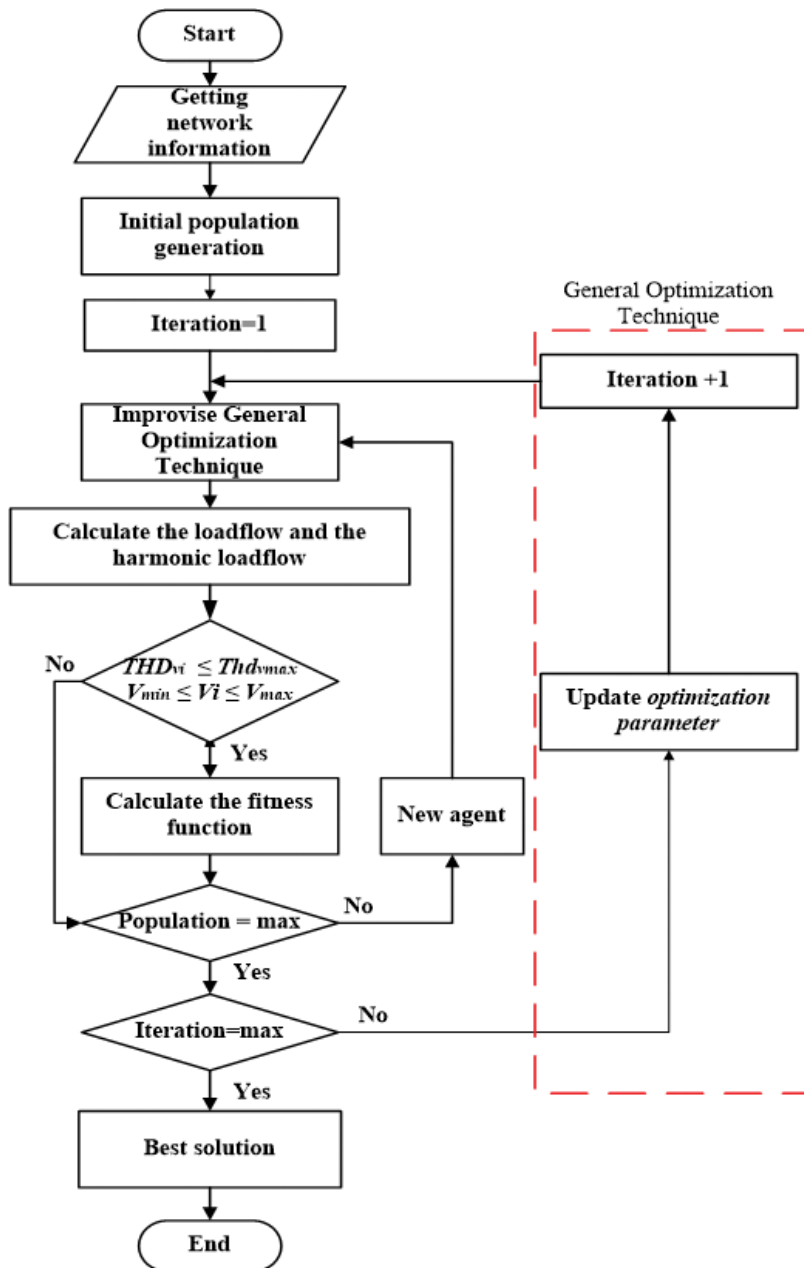 Start
Getting
network
information
Initial population
generation
General Optimization
Technique
Iteration=1
Iteration +1
Improvise General
Optimization
Technique
Calculate the loadflow and the
harmonic loadflow
No
THDvi ≤ Thdvmax
Vmin ≤ Vi ≤ Vmax
Update optimization
parameter
Yes
Calculate the fitness
function
New agent
Population = max
No
Yes
Iteration=max
No
Yes
Best solution
End